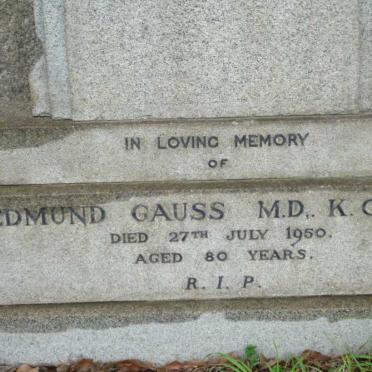 IN LOVING MEMORY
OF
EDMUND GAUSS M.D., K.C
DIED 27TH JULY 1950.
AGED 80 YEARS.
R. I. P.